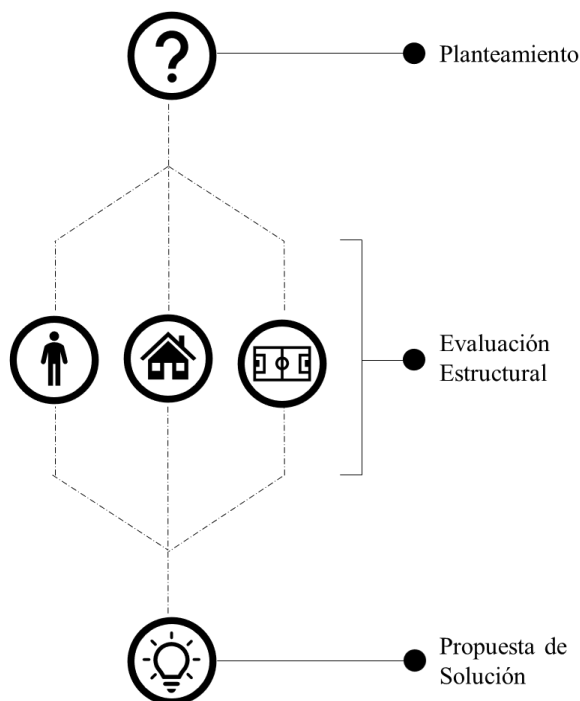 Planteamiento
Evaluación
Estructural
Propuesta de
Solución